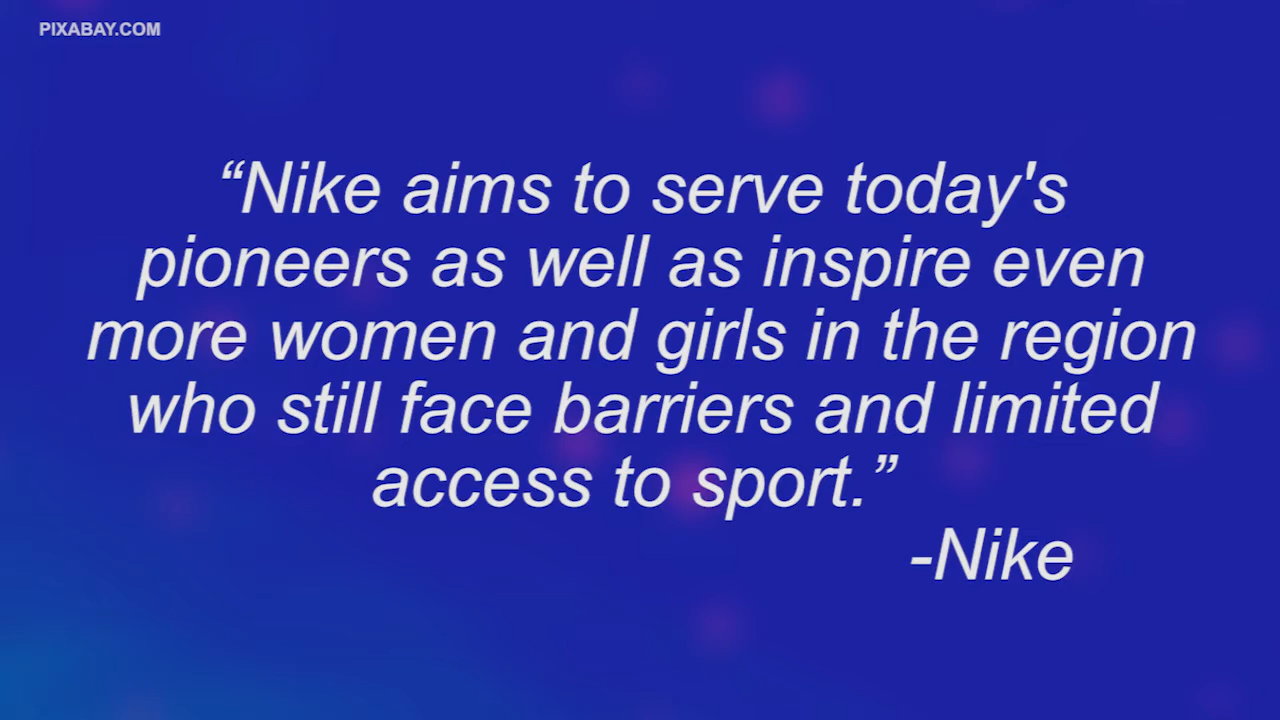 PIXABAY.COM
“Nike aims to serve today's
pioneers as well as inspire even
more women and girls in the region
who still face barriers and limited
access to sport.”
-Nike